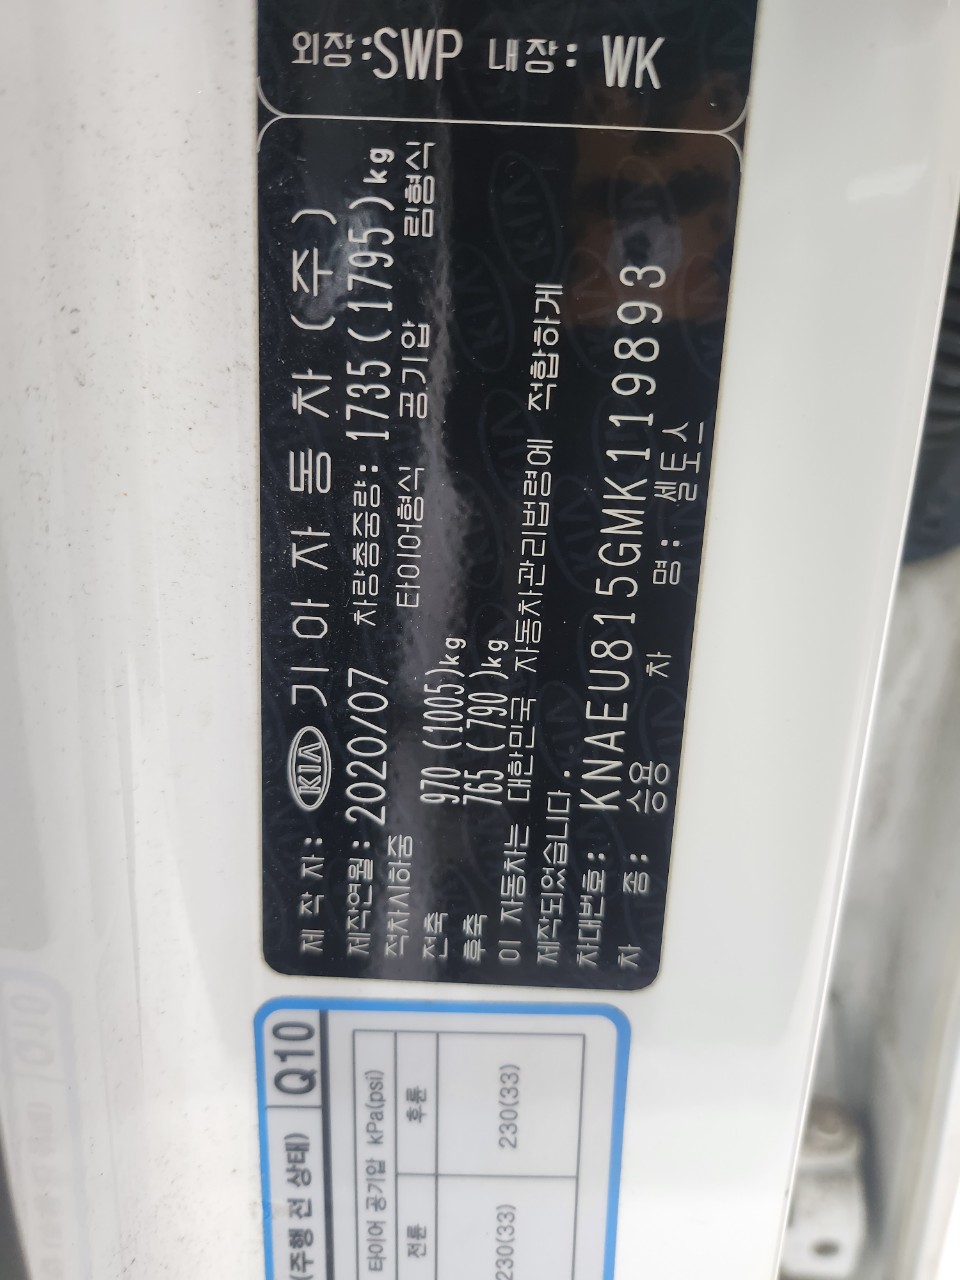 외장:SWP 내장: WK
제 작 자: KIA 기 아 자 동 차 (주)
제작연월: 2020/07 차량총중량: 1735(1795)kg
적차시하중 타이어형식 공기압 림형식
전축 970 (1005)kg
후축 765 ( 790 )kg
이 자동차는 대한민국 자동차관리법령에 적합하게
제작되었습니다.
차대번호: KNAEU815GMK119893
차 종: 승용 차 명: 셀토스
(주행 전 상태) Q10
타이어 공기압 kPa(psi)
전륜 후륜
230(33) 230(33)